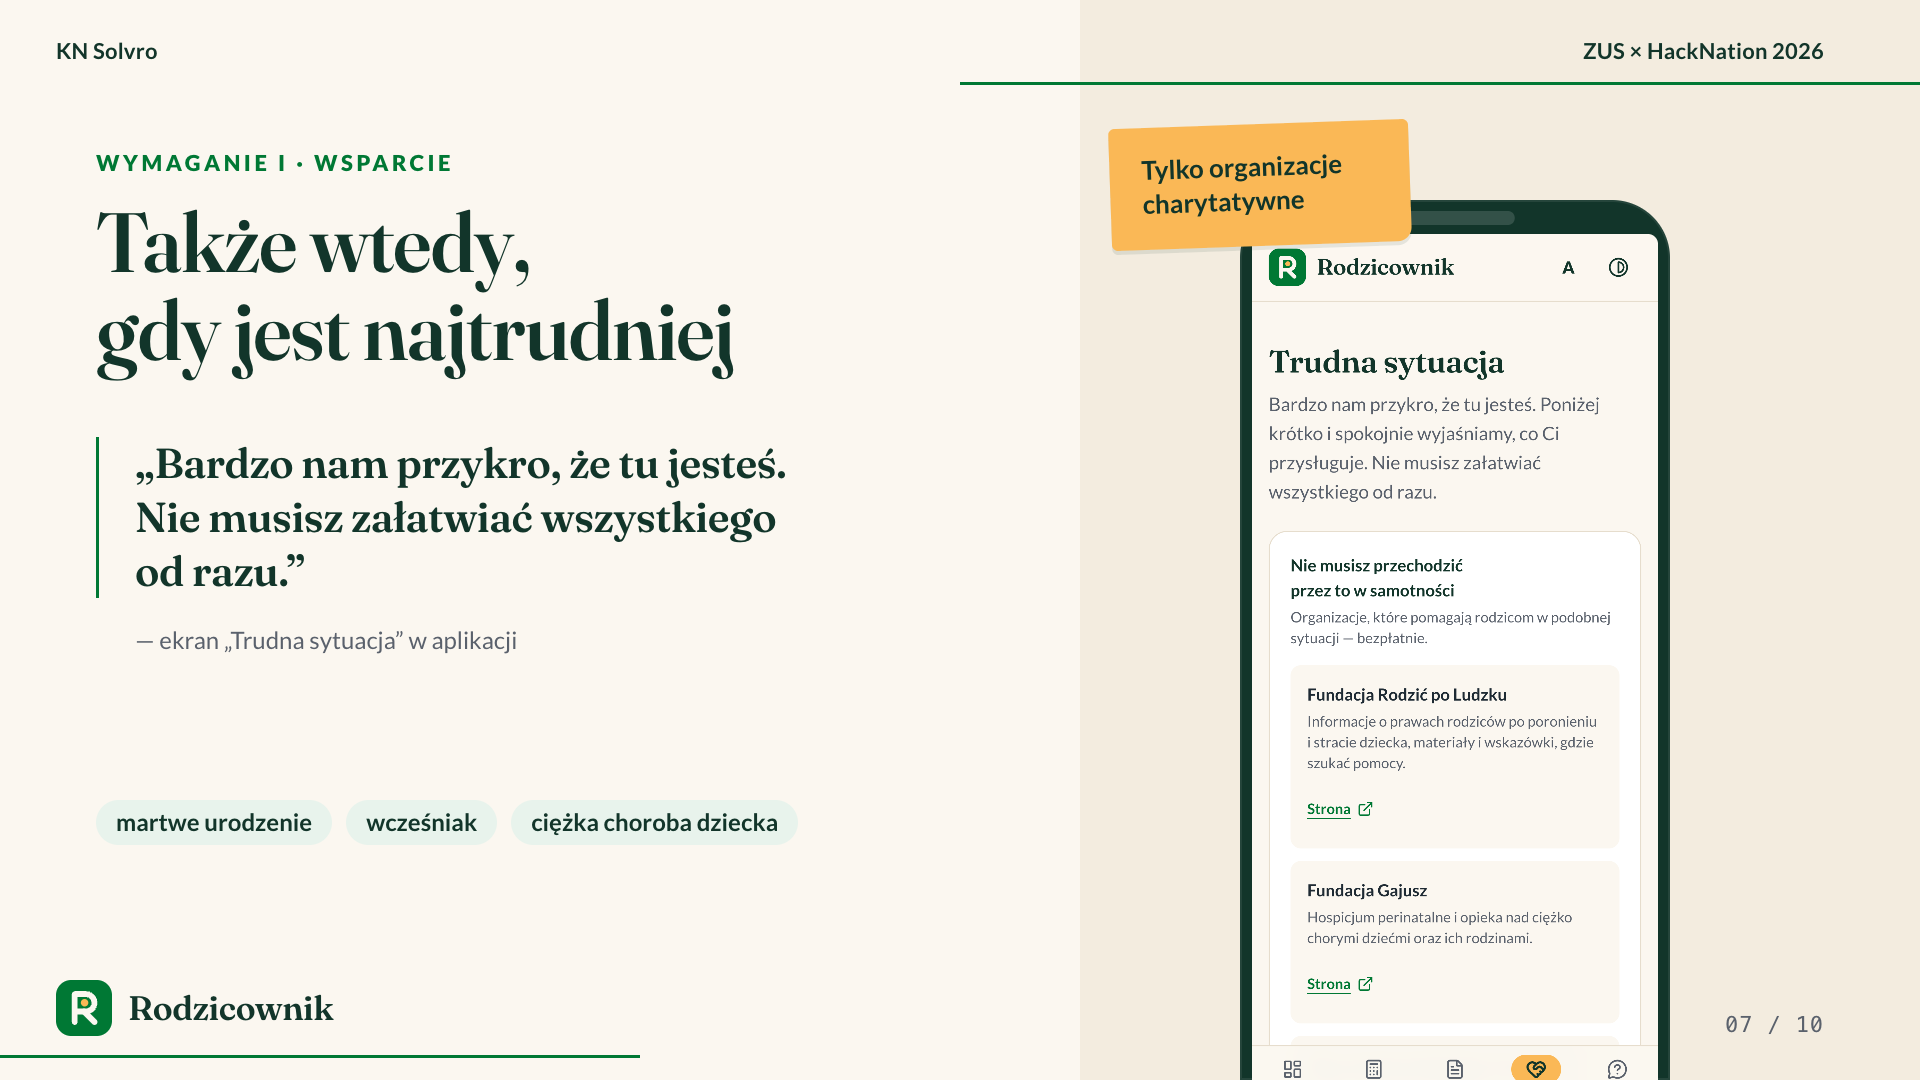 KN Solvro
ZUS × HackNation 2026
WYMAGANIE I · WSPARCIE
Także wtedy,
gdy jest najtrudniej
„Bardzo nam przykro, że tu jesteś.
Nie musisz załatwiać wszystkiego
od razu.”
— ekran „Trudna sytuacja” w aplikacji
martwe urodzenie
wcześniak
ciężka choroba dziecka
Rodzicownik
Tylko organizacje
charytatywne
Rodzicownik
A
Trudna sytuacja
Bardzo nam przykro, że tu jesteś. Poniżej
krótko i spokojnie wyjaśniamy, co Ci
przysługuje. Nie musisz załatwiać
wszystkiego od razu.
Nie musisz przechodzić
przez to w samotności
Organizacje, które pomagają rodzicom w podobnej
sytuacji — bezpłatnie.
Fundacja Rodzić po Ludzku
Informacje o prawach rodziców po poronieniu
i stracie dziecka, materiały i wskazówki, gdzie
szukać pomocy.
Strona
Fundacja Gajusz
Hospicjum perinatalne i opieka nad ciężko
chorymi dziećmi oraz ich rodzinami.
Strona
07 / 10